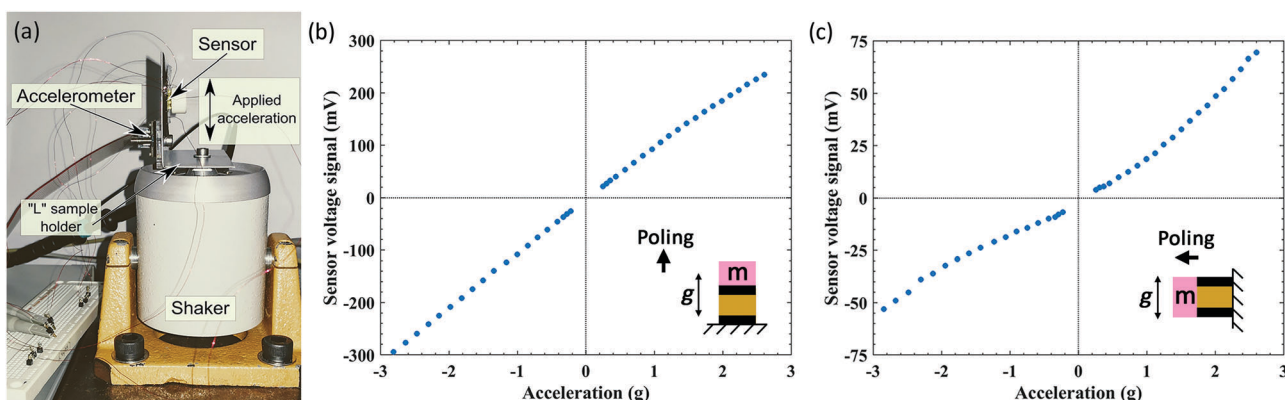 (a)
Sensor
Accelerometer
Applied
acceleration
"L" sample
holder
Shaker
(b)
Sensor voltage signal (mV)
300
200
100
0
-100
-200
-300
-3
-2
-1
0
1
2
3
Acceleration (g)
Poling
m
g
(c)
Sensor voltage signal (mV)
75
50
25
0
-25
-50
-75
-3
-2
-1
0
1
2
3
Acceleration (g)
Poling
m
g